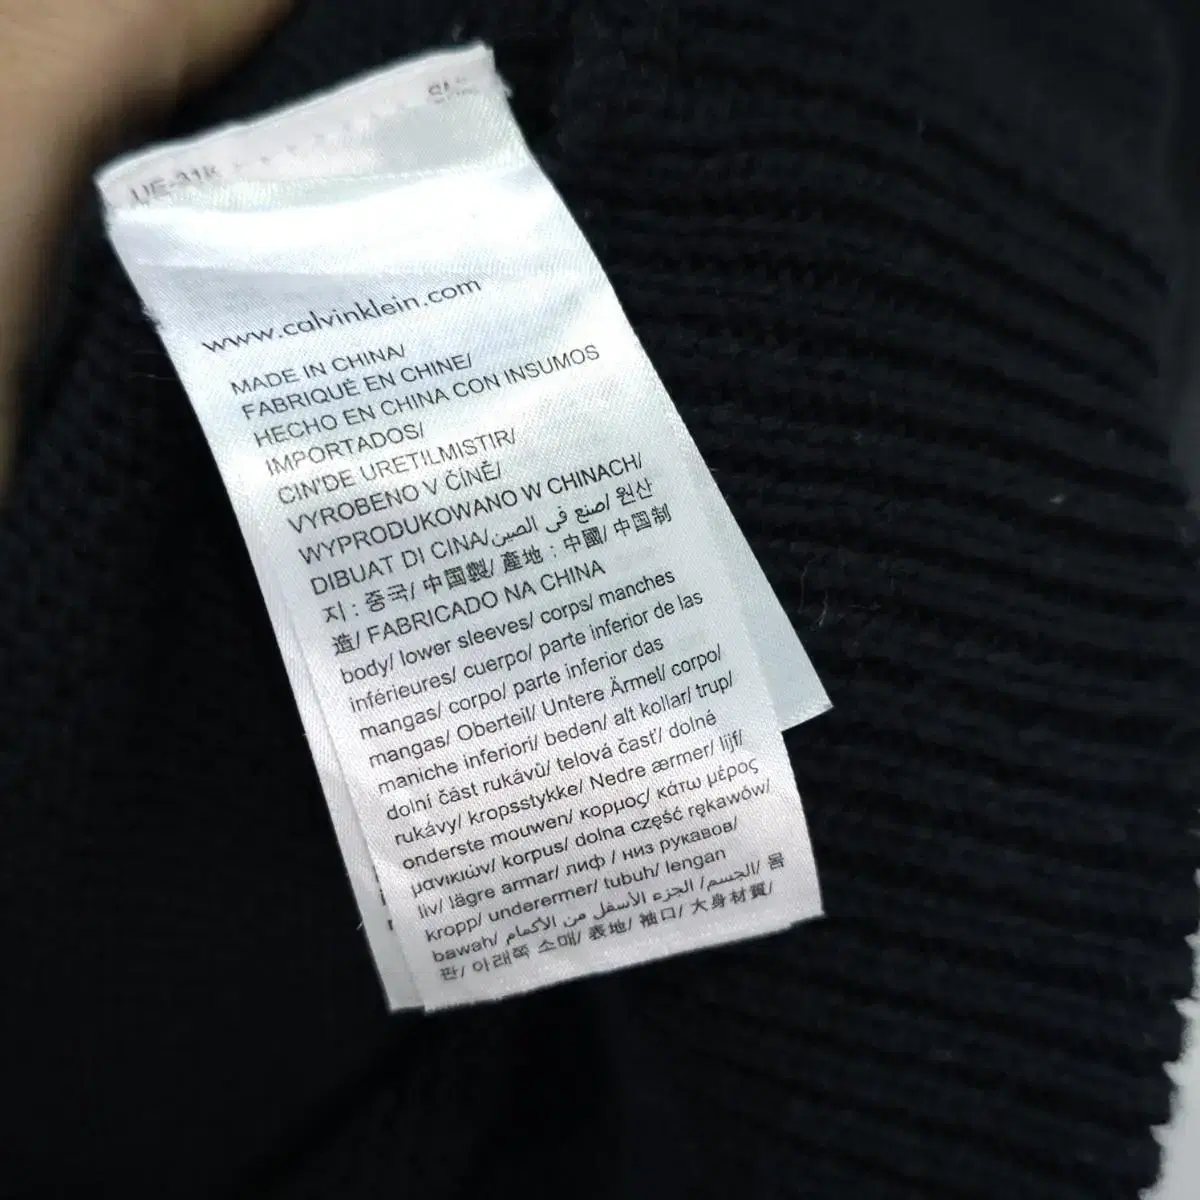 www.calvinklein.com
MADE IN CHINA/
FABRIQUÉ EN CHINE/
HECHO EN CHINA CON INSUMOS
IMPORTADOS/
CIN'DE URETILMISTIR/
VYROBENO V ČÍNĚ/
WYPRODUKOWANO W CHINACH/
DIBUAT DI CINA/صنع في الصين/ 원산
지 : 중국/ 中国製/ 產地 : 中國/ 中国制
造/ FABRICADO NA CHINA
body/ lower sleeves/ corps/ manches
inférieures/ cuerpo/ parte inferior de las
mangas/ corpo/ parte inferior das
mangas/ Oberteil/ Untere Ärmel/ corpo/
maniche inferiori/ beden/ alt kollar/ trup/
dolní část rukávů/ telová časť/ dolné
rukávy/ kropsstykke/ Nedre ærmer/ lijf/
onderste mouwen/ κορμος/ κάτω μέρος
μανικιών/ korpus/ dolna część rękawów/
liv/ lägre armar/ лиф / низ рукавов/
kropp/ underermer/ tubuh/ lengan
bawah/ الجسم/ الجزء الأسفل من الأكمام/ 몸
판/ 아래쪽 소매/ 表地/ 袖口/ 大身材質/